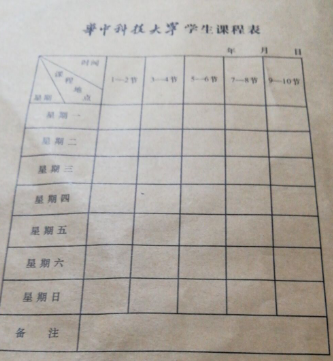 华中科技大学学生课程表
年 月 日
时间
课程
地点
星期
1—2节 3—4节 5—6节 7—8节 9—10节
星期一
星期二
星期三
星期四
星期五
星期六
星期日
备 注